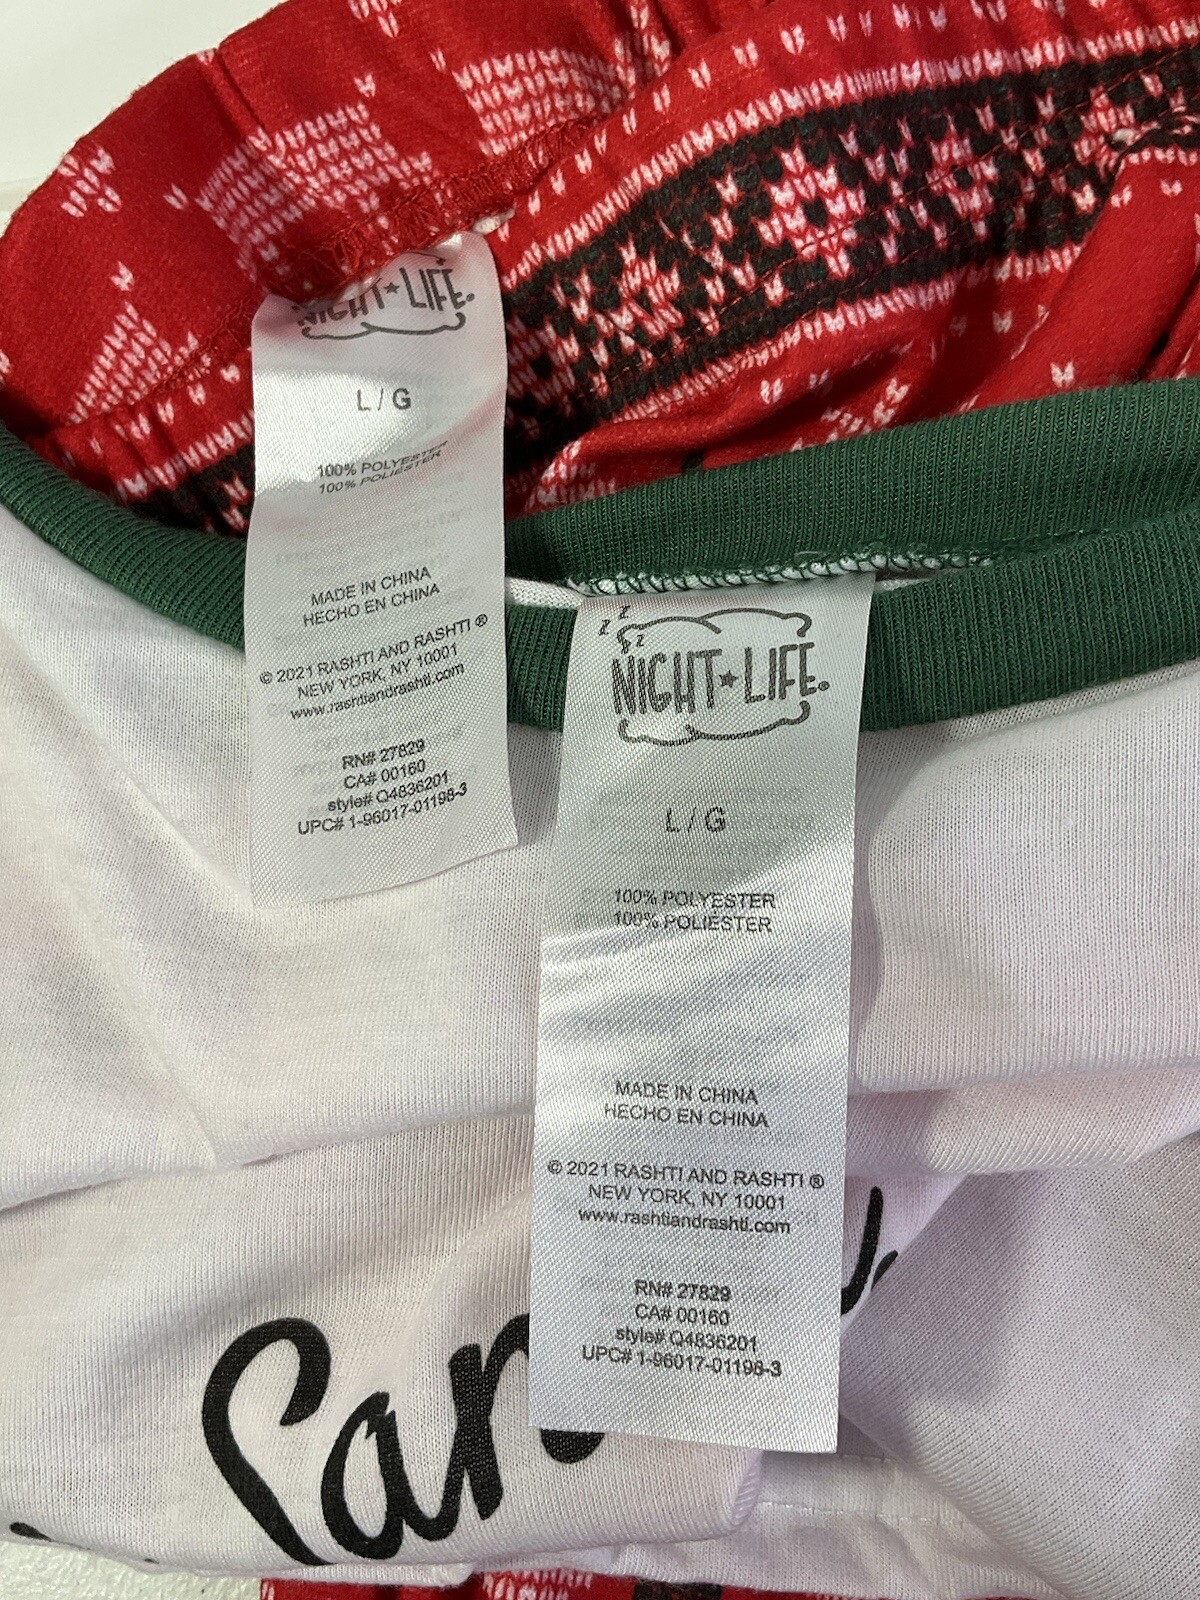 NIGHT★LIFE.
L / G
100% POLYESTER
100% POLIÉSTER
MADE IN CHINA
HECHO EN CHINA
© 2021 RASHTI AND RASHTI ®
NEW YORK, NY 10001
www.rashtiandrashti.com
RN# 27829
CA# 00160
style# Q4836201
UPC# 1-96017-01198-3
z z z z
NIGHT★LIFE.
L / G
100% POLYESTER
100% POLIÉSTER
MADE IN CHINA
HECHO EN CHINA
© 2021 RASHTI AND RASHTI ®
NEW YORK, NY 10001
www.rashtiandrashti.com
RN# 27829
CA# 00160
style# Q4836201
UPC# 1-96017-01198-3
San